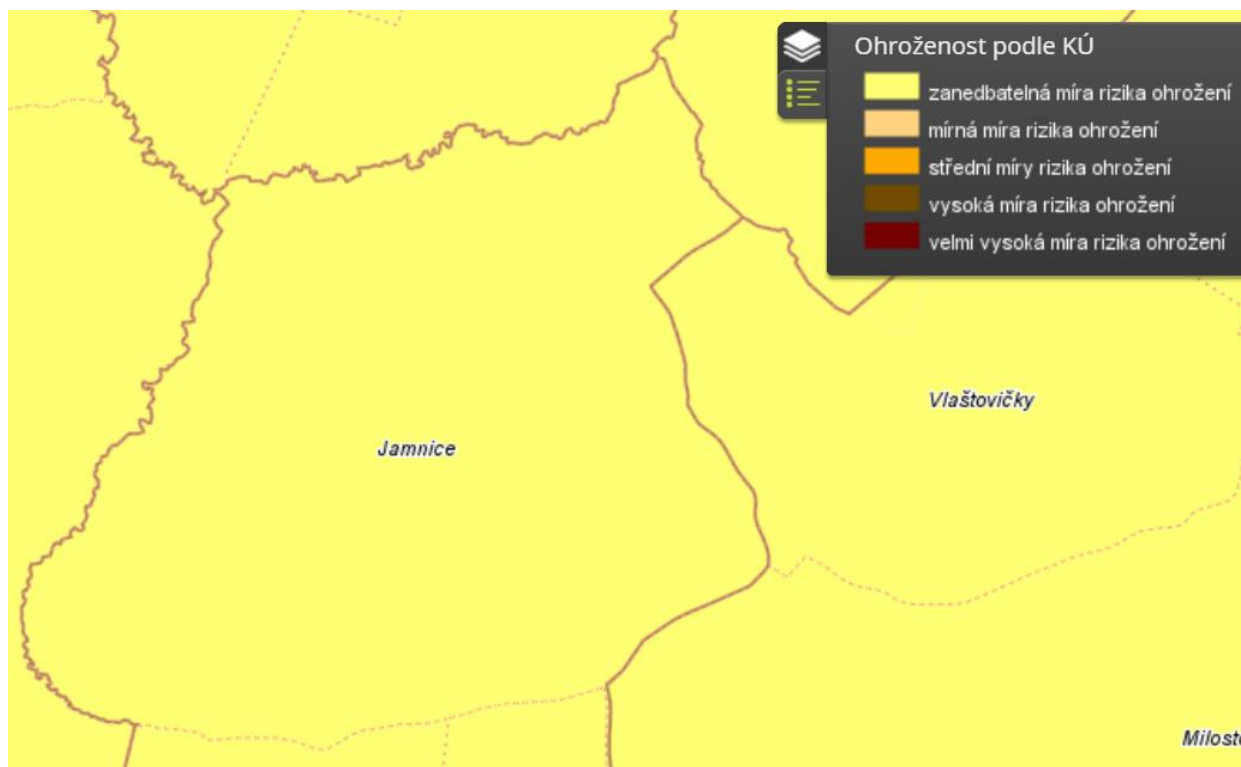 Ohroženost podle KÚ
zanedbatelná míra rizika ohrožení
mírná míra rizika ohrožení
střední míry rizika ohrožení
vysoká míra rizika ohrožení
velmi vysoká míra rizika ohrožení
Vlaštovičky
Jamnice
Milosto